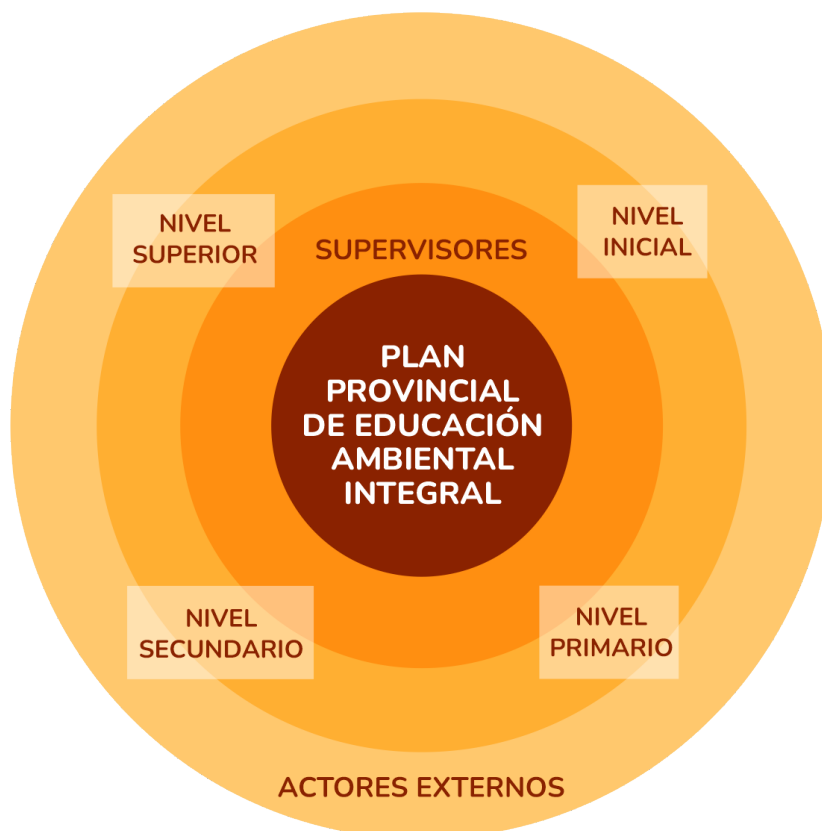 NIVEL
SUPERIOR
SUPERVISORES
NIVEL
INICIAL
PLAN
PROVINCIAL
DE EDUCACIÓN
AMBIENTAL
INTEGRAL
NIVEL
SECUNDARIO
NIVEL
PRIMARIO
ACTORES EXTERNOS